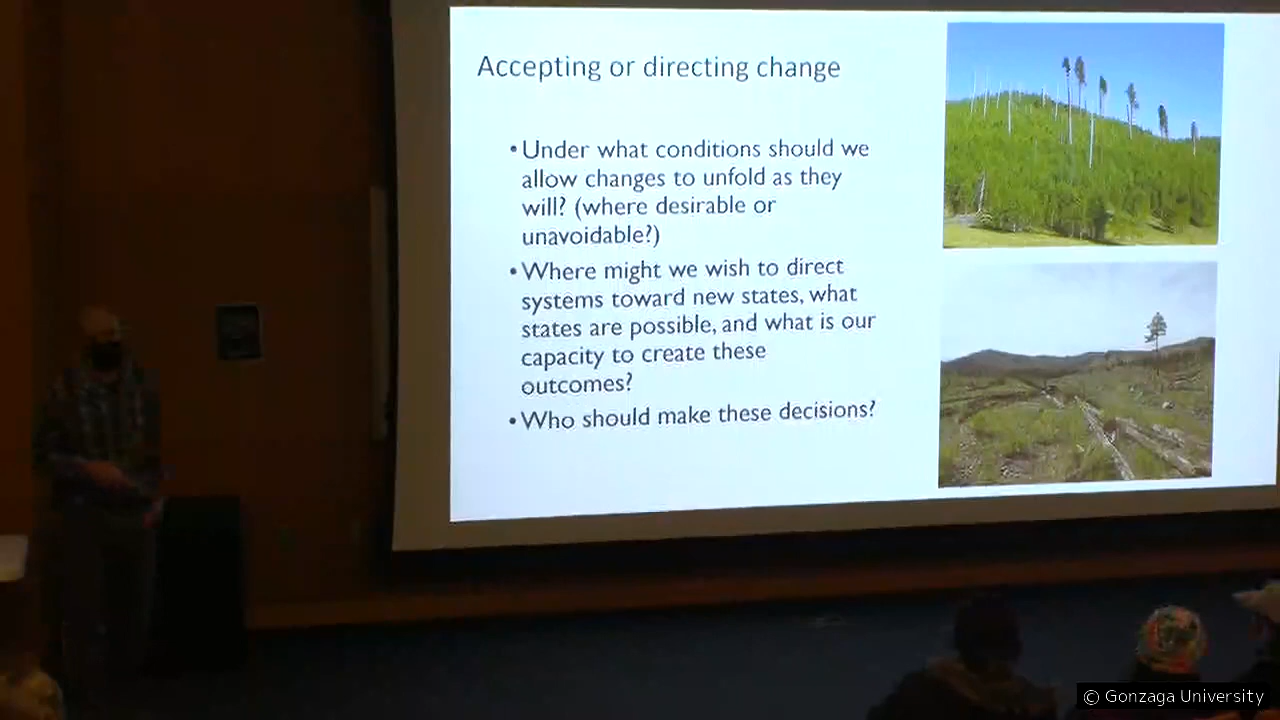 Accepting or directing change
•Under what conditions should we
allow changes to unfold as they
will? (where desirable or
unavoidable?)
•Where might we wish to direct
systems toward new states, what
states are possible, and what is our
capacity to create these
outcomes?
•Who should make these decisions?
© Gonzaga University